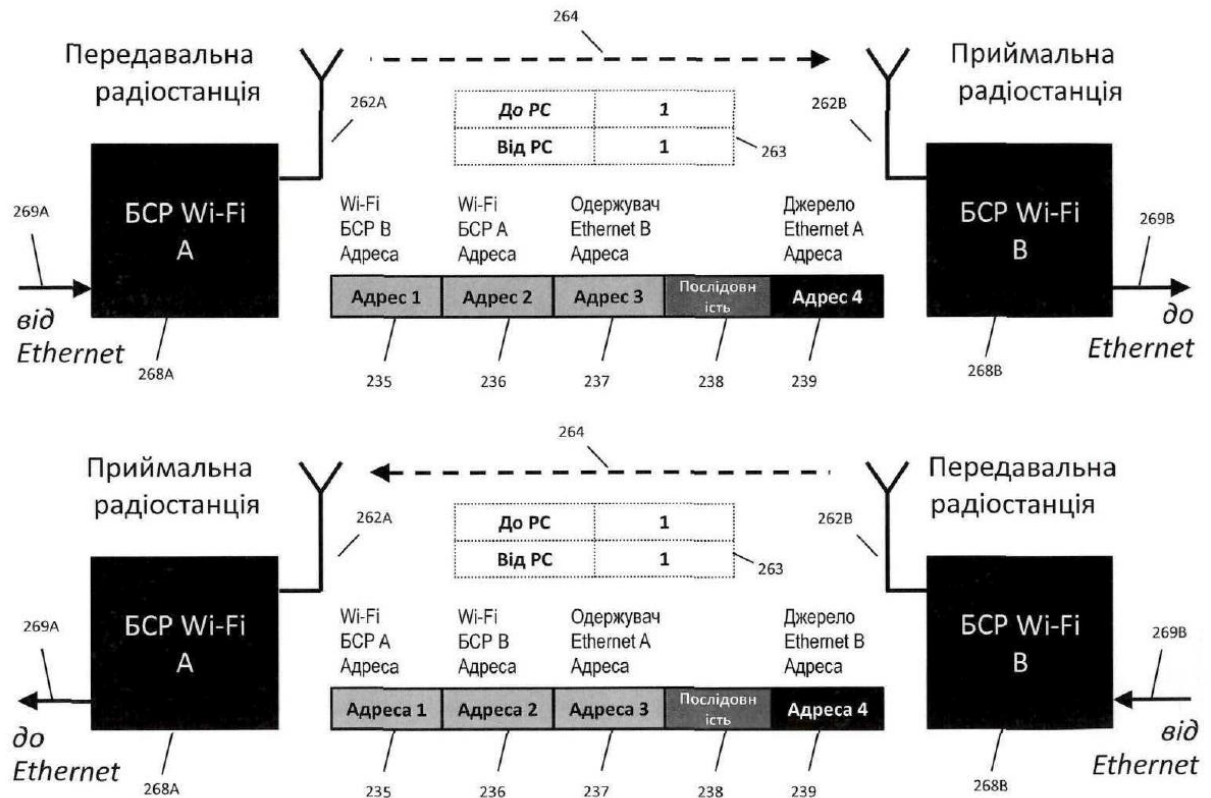 264
Передавальна
радіостанція
Приймальна
радіостанція
262A
262B
До РС 1
Від РС 1
263
БСР Wi-Fi
A
БСР Wi-Fi
B
269A
269B
Wi-Fi
БСР B
Адреса
Wi-Fi
БСР A
Адреса
Одержувач
Ethernet B
Адреса
Джерело
Ethernet A
Адреса
Адрес 1
Адрес 2
Адрес 3
Послідовн
ість
Адрес 4
від
Ethernet
до
Ethernet
268A
235
236
237
238
239
268B
264
Приймальна
радіостанція
Передавальна
радіостанція
262A
262B
До РС 1
Від РС 1
263
БСР Wi-Fi
A
БСР Wi-Fi
B
269A
269B
Wi-Fi
БСР A
Адреса
Wi-Fi
БСР B
Адреса
Одержувач
Ethernet A
Адреса
Джерело
Ethernet B
Адреса
Адреса 1
Адреса 2
Адреса 3
Послідовн
ість
Адреса 4
до
Ethernet
від
Ethernet
268A
235
236
237
238
239
268B